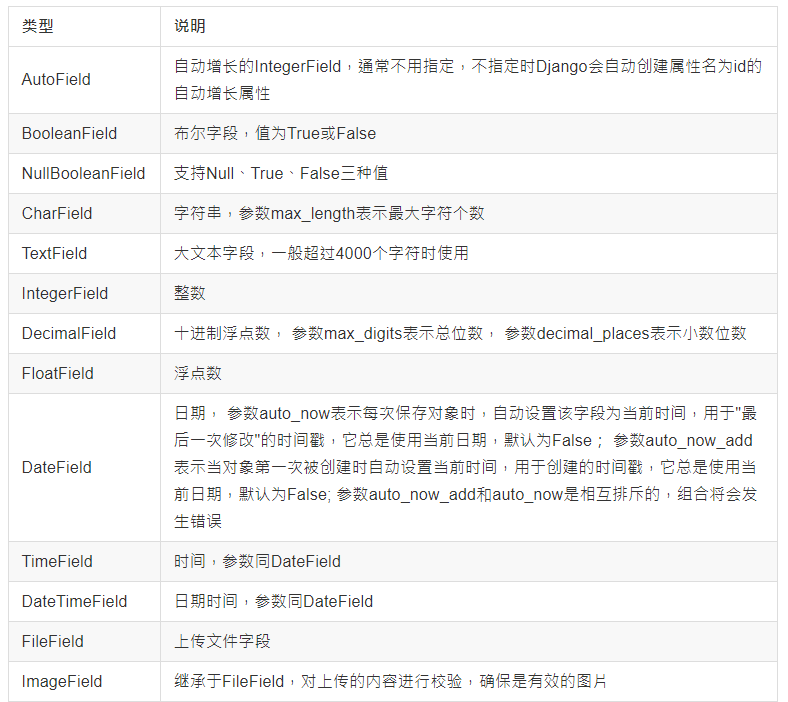 类型 说明
AutoField 自动增长的IntegerField，通常不用指定，不指定时Django会自动创建属性名为id的
自动增长属性
BooleanField 布尔字段，值为True或False
NullBooleanField 支持Null、True、False三种值
CharField 字符串，参数max_length表示最大字符个数
TextField 大文本字段，一般超过4000个字符时使用
IntegerField 整数
DecimalField 十进制浮点数， 参数max_digits表示总位数， 参数decimal_places表示小数位数
FloatField 浮点数
DateField 日期， 参数auto_now表示每次保存对象时，自动设置该字段为当前时间，用于"最
后一次修改"的时间戳，它总是使用当前日期，默认为False； 参数auto_now_add
表示当对象第一次被创建时自动设置当前时间，用于创建的时间戳，它总是使用当
前日期，默认为False; 参数auto_now_add和auto_now是相互排斥的，组合将会发
生错误
TimeField 时间，参数同DateField
DateTimeField 日期时间，参数同DateField
FileField 上传文件字段
ImageField 继承于FileField，对上传的内容进行校验，确保是有效的图片